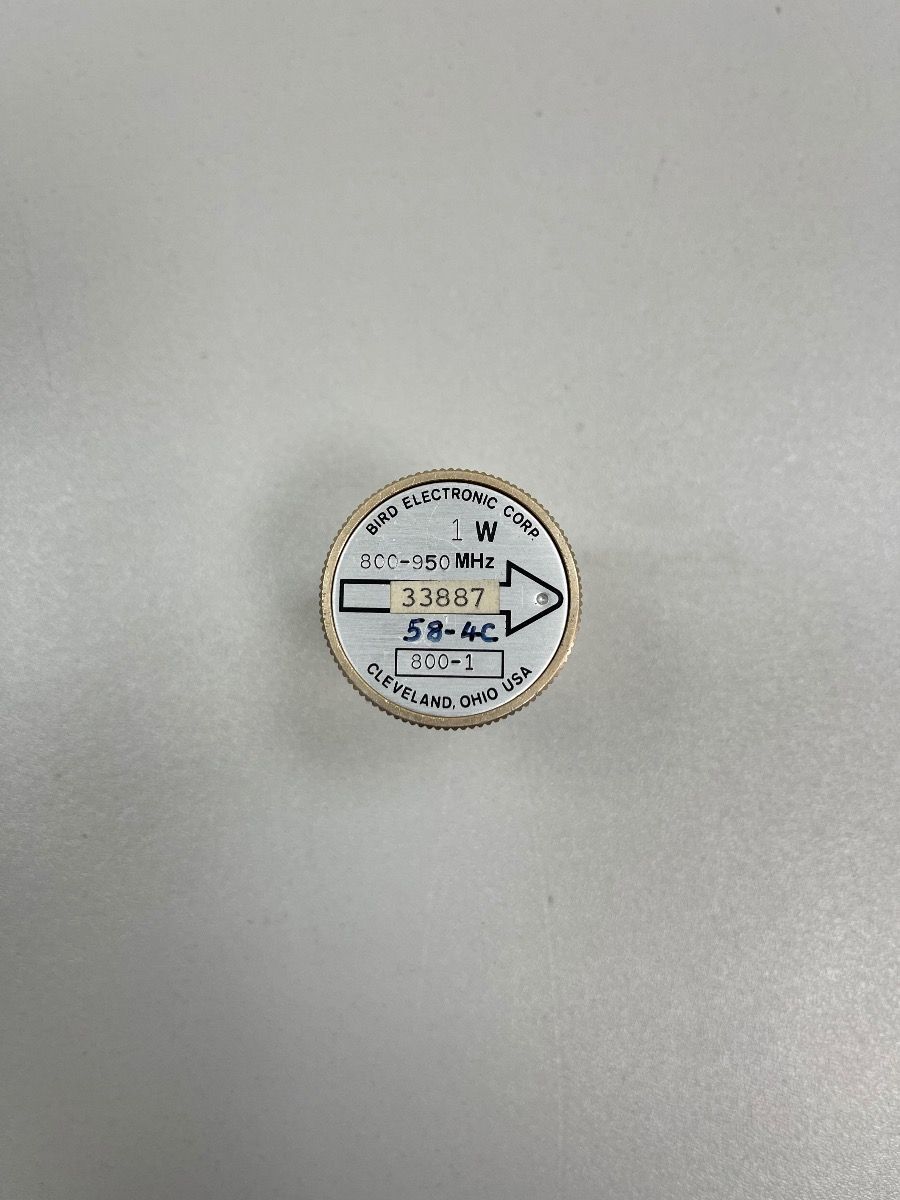 BIRD ELECTRONIC CORP.
1 W
800-950 MHz
33887
58-4C
800-1
CLEVELAND, OHIO USA